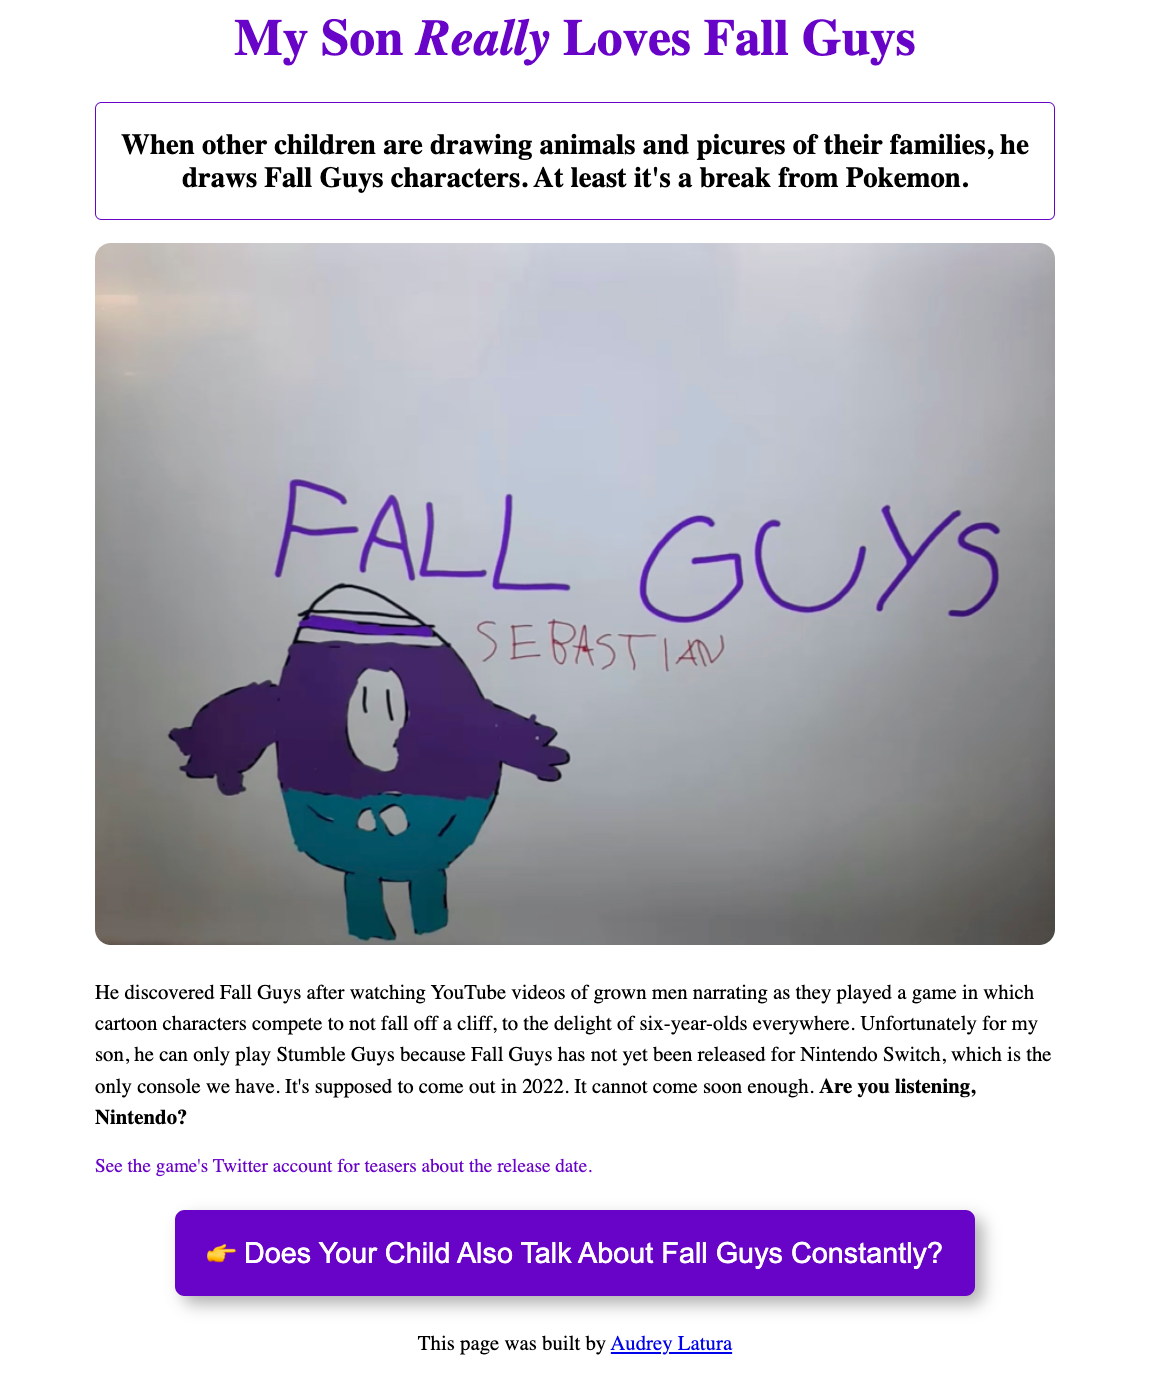 My Son Really Loves Fall Guys
When other children are drawing animals and picures of their families, he
draws Fall Guys characters. At least it's a break from Pokemon.
FALL GUYS
SEBASTIAN
He discovered Fall Guys after watching YouTube videos of grown men narrating as they played a game in which
cartoon characters compete to not fall off a cliff, to the delight of six-year-olds everywhere. Unfortunately for my
son, he can only play Stumble Guys because Fall Guys has not yet been released for Nintendo Switch, which is the
only console we have. It's supposed to come out in 2022. It cannot come soon enough. Are you listening,
Nintendo?
See the game's Twitter account for teasers about the release date.
👉 Does Your Child Also Talk About Fall Guys Constantly?
This page was built by Audrey Latura